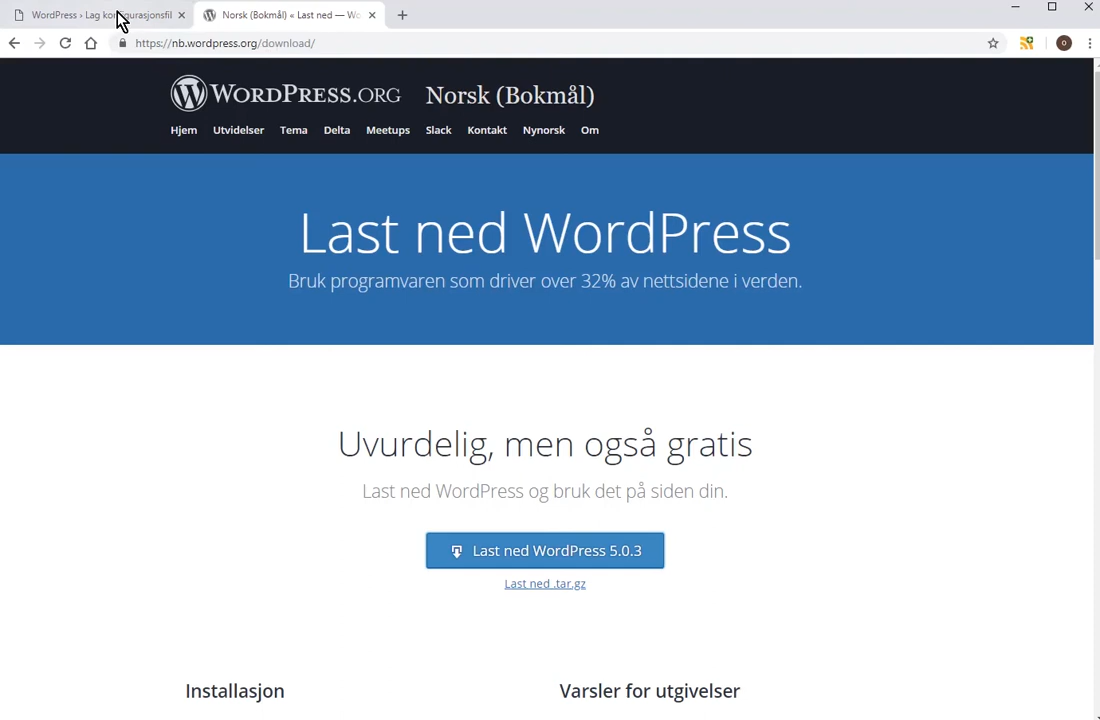 WordPress › Lag konfigurasjonsfil
Norsk (Bokmål) « Last ned — Wo
https://nb.wordpress.org/download/
o
WORDPRESS.ORG
Norsk (Bokmål)
Hjem Utvidelser Tema Delta Meetups Slack Kontakt Nynorsk Om
Last ned WordPress
Bruk programvaren som driver over 32% av nettsidene i verden.
Uvurdelig, men også gratis
Last ned WordPress og bruk det på siden din.
Last ned WordPress 5.0.3
Last ned .tar.gz
Installasjon
Varsler for utgivelser